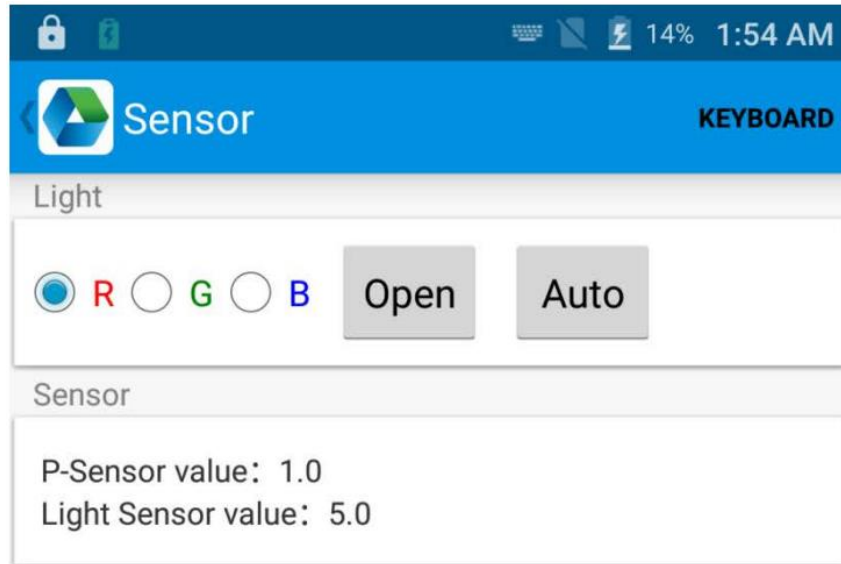 14% 1:54 AM
Sensor KEYBOARD
Light
R G B Open Auto
Sensor
P-Sensor value：1.0
Light Sensor value：5.0